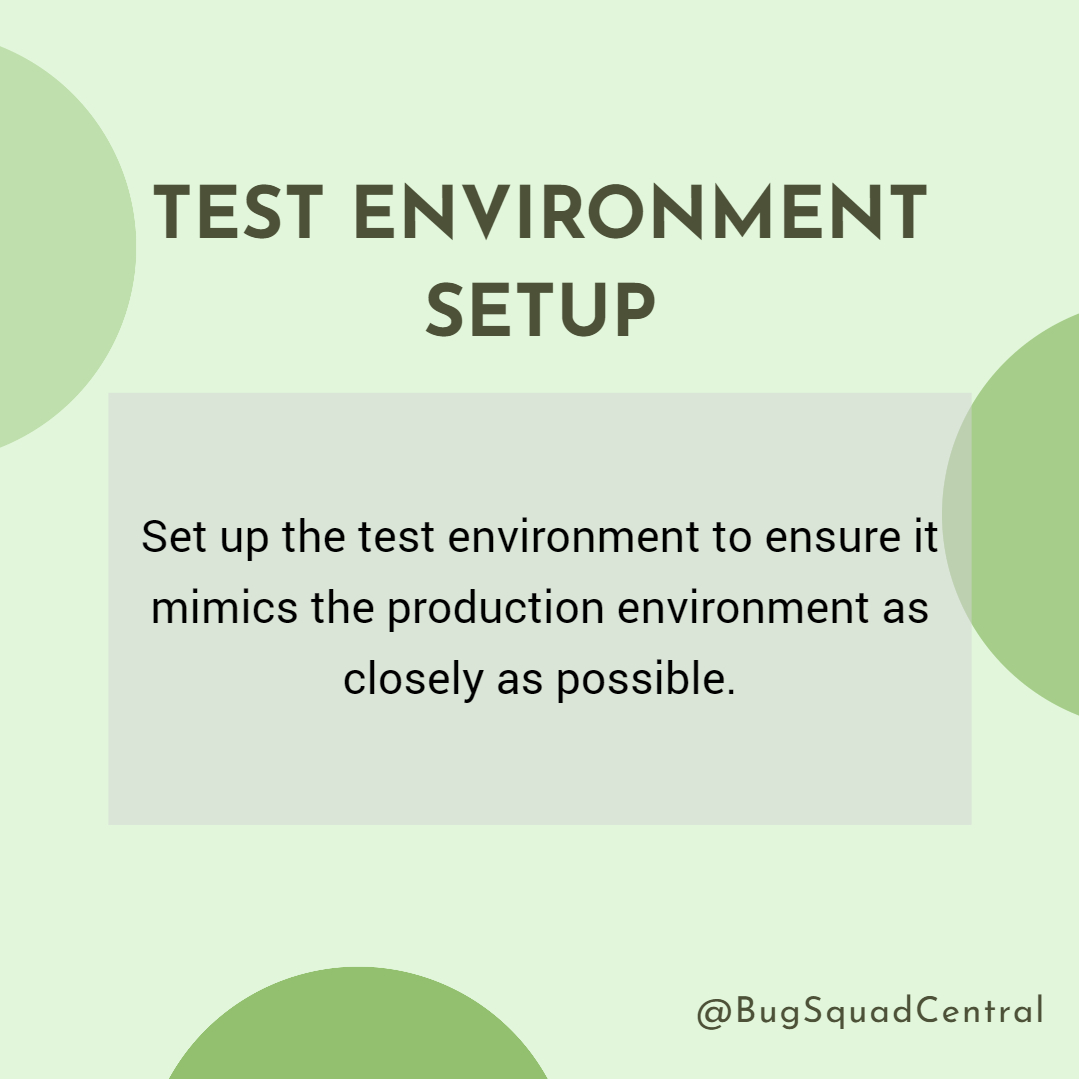 TEST ENVIRONMENT
SETUP
Set up the test environment to ensure it
mimics the production environment as
closely as possible.
@BugSquadCentral